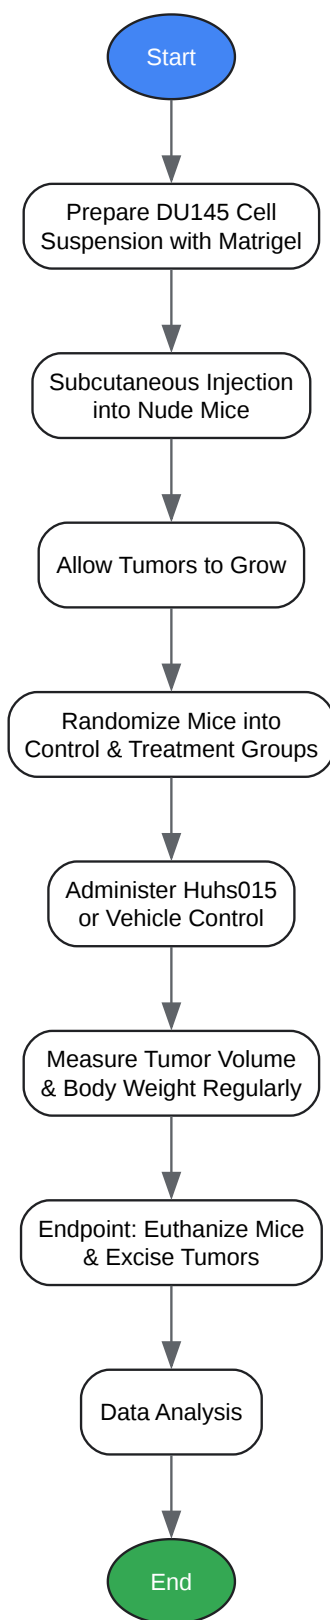 Start
Prepare DU145 Cell
Suspension with Matrigel
Subcutaneous Injection
into Nude Mice
Allow Tumors to Grow
Randomize Mice into
Control & Treatment Groups
Administer Huhs015
or Vehicle Control
Measure Tumor Volume
& Body Weight Regularly
Endpoint: Euthanize Mice
& Excise Tumors
Data Analysis
End